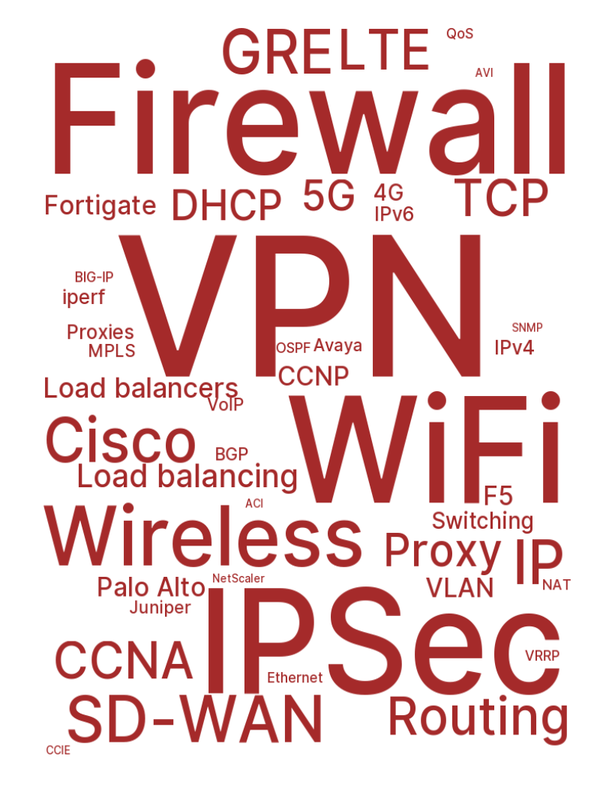 GRE LTE QoS
AVI
Firewall
Fortigate DHCP 5G 4G TCP
IPv6
VPN
BIG-IP
iperf
SNMP
Proxies
MPLS OSPF Avaya IPv4
CCNP
Load balancers
VoIP
WiFi
Cisco BGP
Load balancing
F5
ACI
Switching
Wireless Proxy IP
Palo Alto NetScaler VLAN NAT
Juniper
IPSec
CCNA VRRP
Ethernet
SD-WAN Routing
CCIE